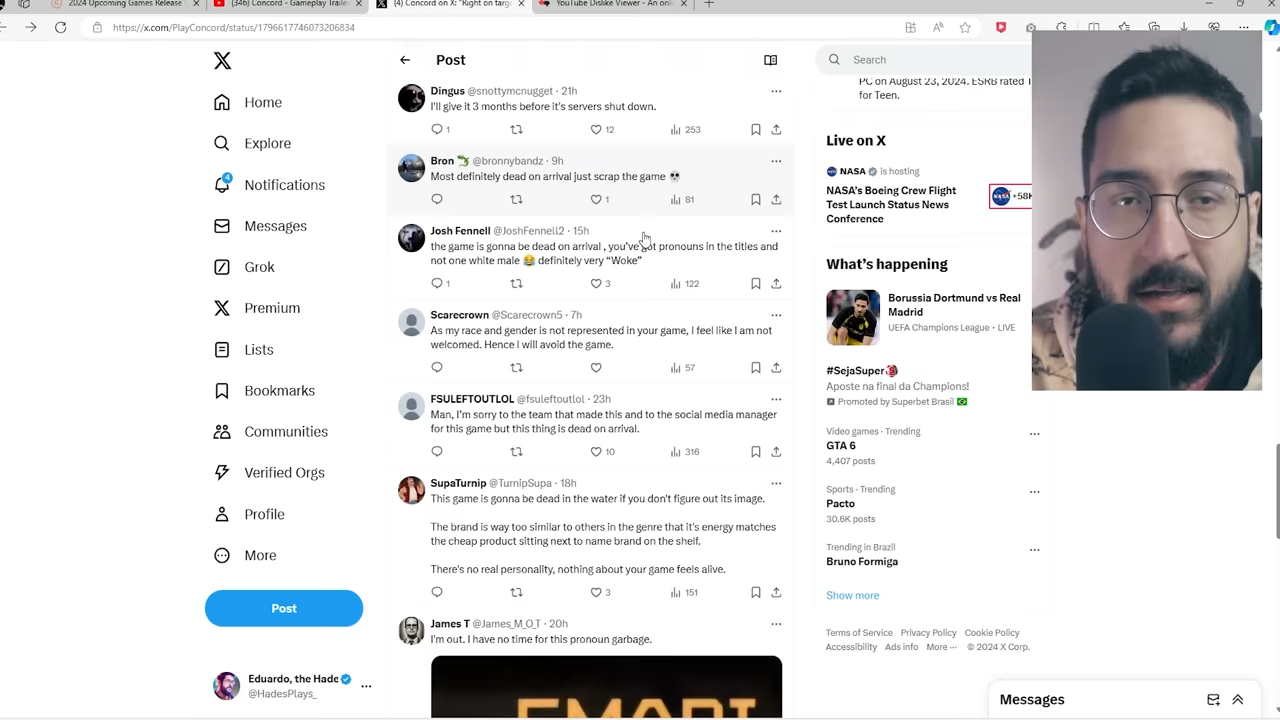 2024 Upcoming Games Release
(346) Concord - Gameplay Traile
(4) Concord on X: "Right on targ
YouTube Dislike Viewer - An onli
https://x.com/PlayConcord/status/1796617746073206834
Home
Explore
4
Notifications
Messages
Grok
Premium
Lists
Bookmarks
Communities
Verified Orgs
Profile
More
Post
Eduardo, the Hade
@HadesPlays_
Post
Dingus @snottymcnugget · 21h
I'll give it 3 months before it's servers shut down.
1 12 253
Bron 🐉 @bronnybandz · 9h
Most definitely dead on arrival just scrap the game 💀
1 81
Josh Fennell @JoshFennell2 · 15h
the game is gonna be dead on arrival , you've got pronouns in the titles and
not one white male 😂 definitely very “Woke”
1 3 122
Scarecrown @Scarecrown5 · 7h
As my race and gender is not represented in your game, I feel like I am not
welcomed. Hence I will avoid the game.
57
FSULEFTOUTLOL @fsuleftoutlol · 23h
Man, I'm sorry to the team that made this and to the social media manager
for this game but this thing is dead on arrival.
10 316
SupaTurnip @TurnipSupa · 18h
This game is gonna be dead in the water if you don't figure out its image.
The brand is way too similar to others in the genre that it's energy matches
the cheap product sitting next to name brand on the shelf.
There's no real personality, nothing about your game feels alive.
3 151
James T @James_M_O_T · 20h
I'm out. I have no time for this pronoun garbage.
Search
PC on August 23, 2024. ESRB rated T
for Teen.
Live on X
NASA is hosting
NASA's Boeing Crew Flight
Test Launch Status News
Conference
NASA +58K
What's happening
Borussia Dortmund vs Real
Madrid
UEFA Champions League · LIVE
#SejaSuper
Aposte na final da Champions!
Promoted by Superbet Brasil 🇧🇷
Video games · Trending
GTA 6
4,407 posts
Sports · Trending
Pacto
30.6K posts
Trending in Brazil
Bruno Formiga
Show more
Terms of Service Privacy Policy Cookie Policy
Accessibility Ads info More ··· © 2024 X Corp.
Messages